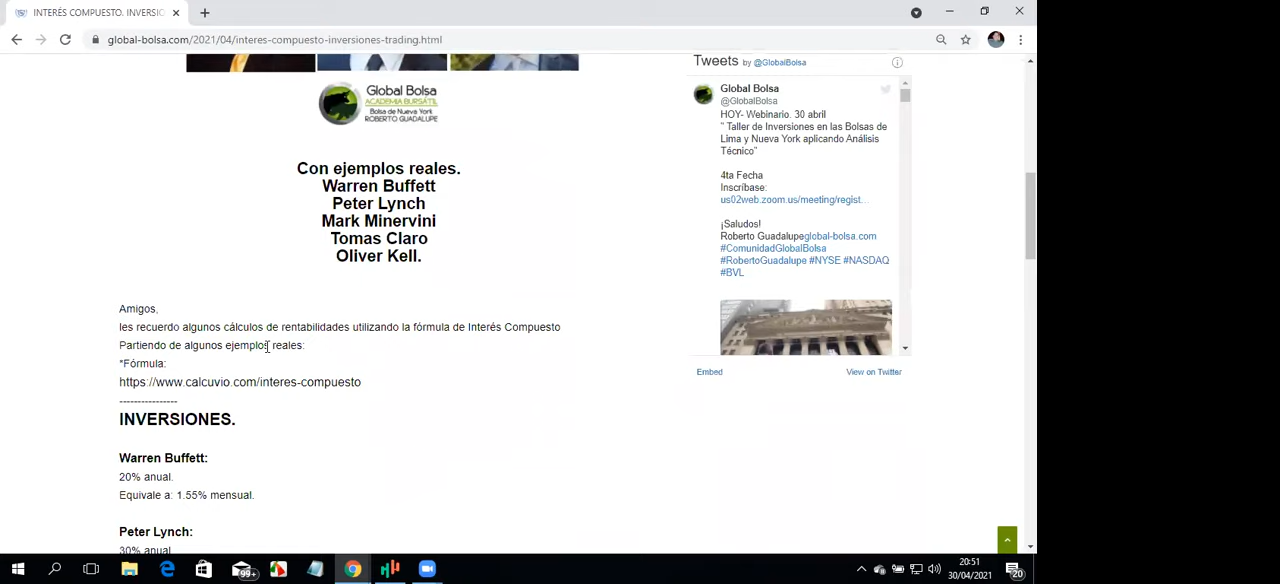 INTERÉS COMPUESTO. INVERSIO
global-bolsa.com/2021/04/interes-compuesto-inversiones-trading.html
Global Bolsa
ACADEMIA BURSÁTIL
Bolsa de Nueva York
ROBERTO GUADALUPE
Con ejemplos reales.
Warren Buffett
Peter Lynch
Mark Minervini
Tomas Claro
Oliver Kell.
Amigos,
les recuerdo algunos cálculos de rentabilidades utilizando la fórmula de Interés Compuesto
Partiendo de algunos ejemplos reales:
*Fórmula:
https://www.calcuvio.com/interes-compuesto
---------------
INVERSIONES.
Warren Buffett:
20% anual.
Equivale a: 1.55% mensual.
Peter Lynch:
30% anual
Tweets by @GlobalBolsa
Global Bolsa
@GlobalBolsa
HOY- Webinario. 30 abril
" Taller de Inversiones en las Bolsas de
Lima y Nueva York aplicando Análisis
Técnico"
4ta Fecha
Inscríbase:
us02web.zoom.us/meeting/regist...
¡Saludos!
Roberto Guadalupeglobal-bolsa.com
#ComunidadGlobalBolsa
#RobertoGuadalupe #NYSE #NASDAQ
#BVL
Embed
View on Twitter
99+
20:51
30/04/2021
20